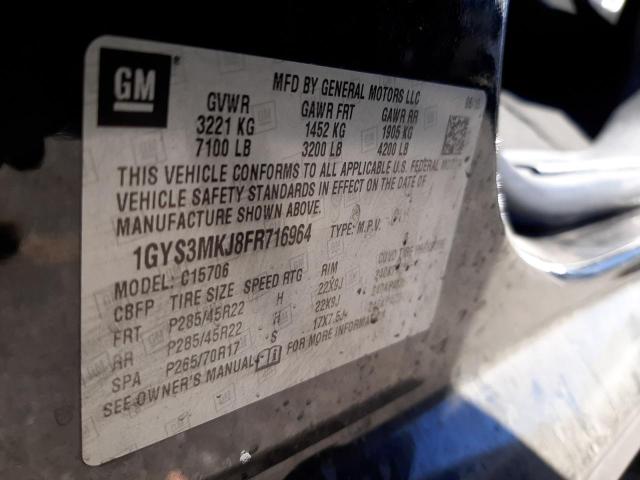 GM
MFD BY GENERAL MOTORS LLC
GVWR GAWR FRT GAWR RR
3221 KG 1452 KG 1905 KG
7100 LB 3200 LB 4200 LB
THIS VEHICLE CONFORMS TO ALL APPLICABLE U.S. FEDERAL MOTOR
VEHICLE SAFETY STANDARDS IN EFFECT ON THE DATE OF
MANUFACTURE SHOWN ABOVE.
1GYS3MKJ8FR716964 TYPE: M.P.V.
MODEL: C15706
CBFP TIRE SIZE SPEED RTG RIM COLD TIRE
FRT P285/45R22 H 22X9J
RR P285/45R22 H 22X9J
SPA P265/70R17 S 17X7.5J
SEE OWNER'S MANUAL FOR MORE INFORMATION